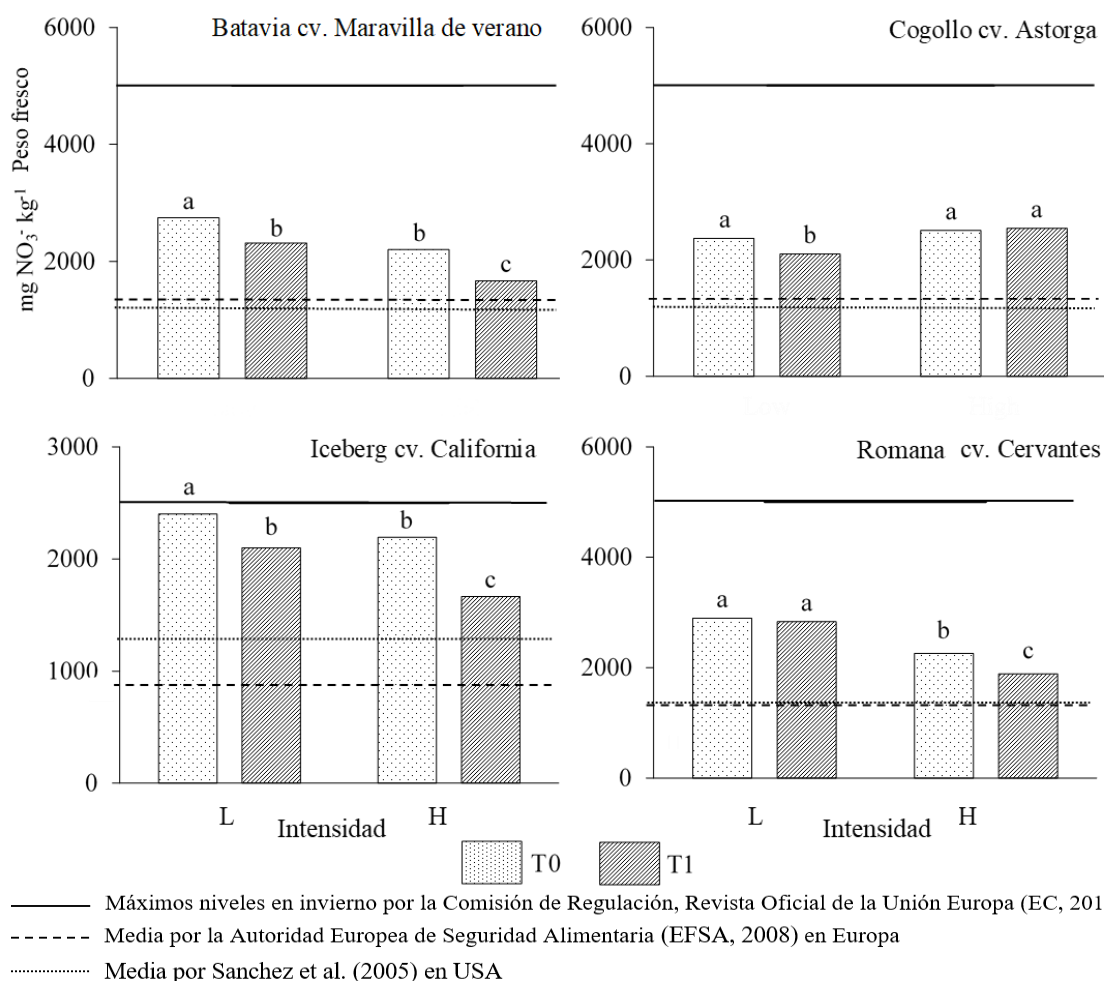 Batavia cv. Maravilla de verano
Cogollo cv. Astorga
mg NO₃⁻ kg⁻¹ Peso fresco
6000
4000
2000
0
a
b
b
c
6000
4000
2000
0
a
b
a
a
Iceberg cv. California
3000
2000
1000
0
a
b
b
c
L
Intensidad
H
Romana cv. Cervantes
6000
4000
2000
0
a
a
b
c
L
Intensidad
H
T0
T1
Máximos niveles en invierno por la Comisión de Regulación, Revista Oficial de la Unión Europa (EC, 201
Media por la Autoridad Europea de Seguridad Alimentaria (EFSA, 2008) en Europa
Media por Sanchez et al. (2005) en USA